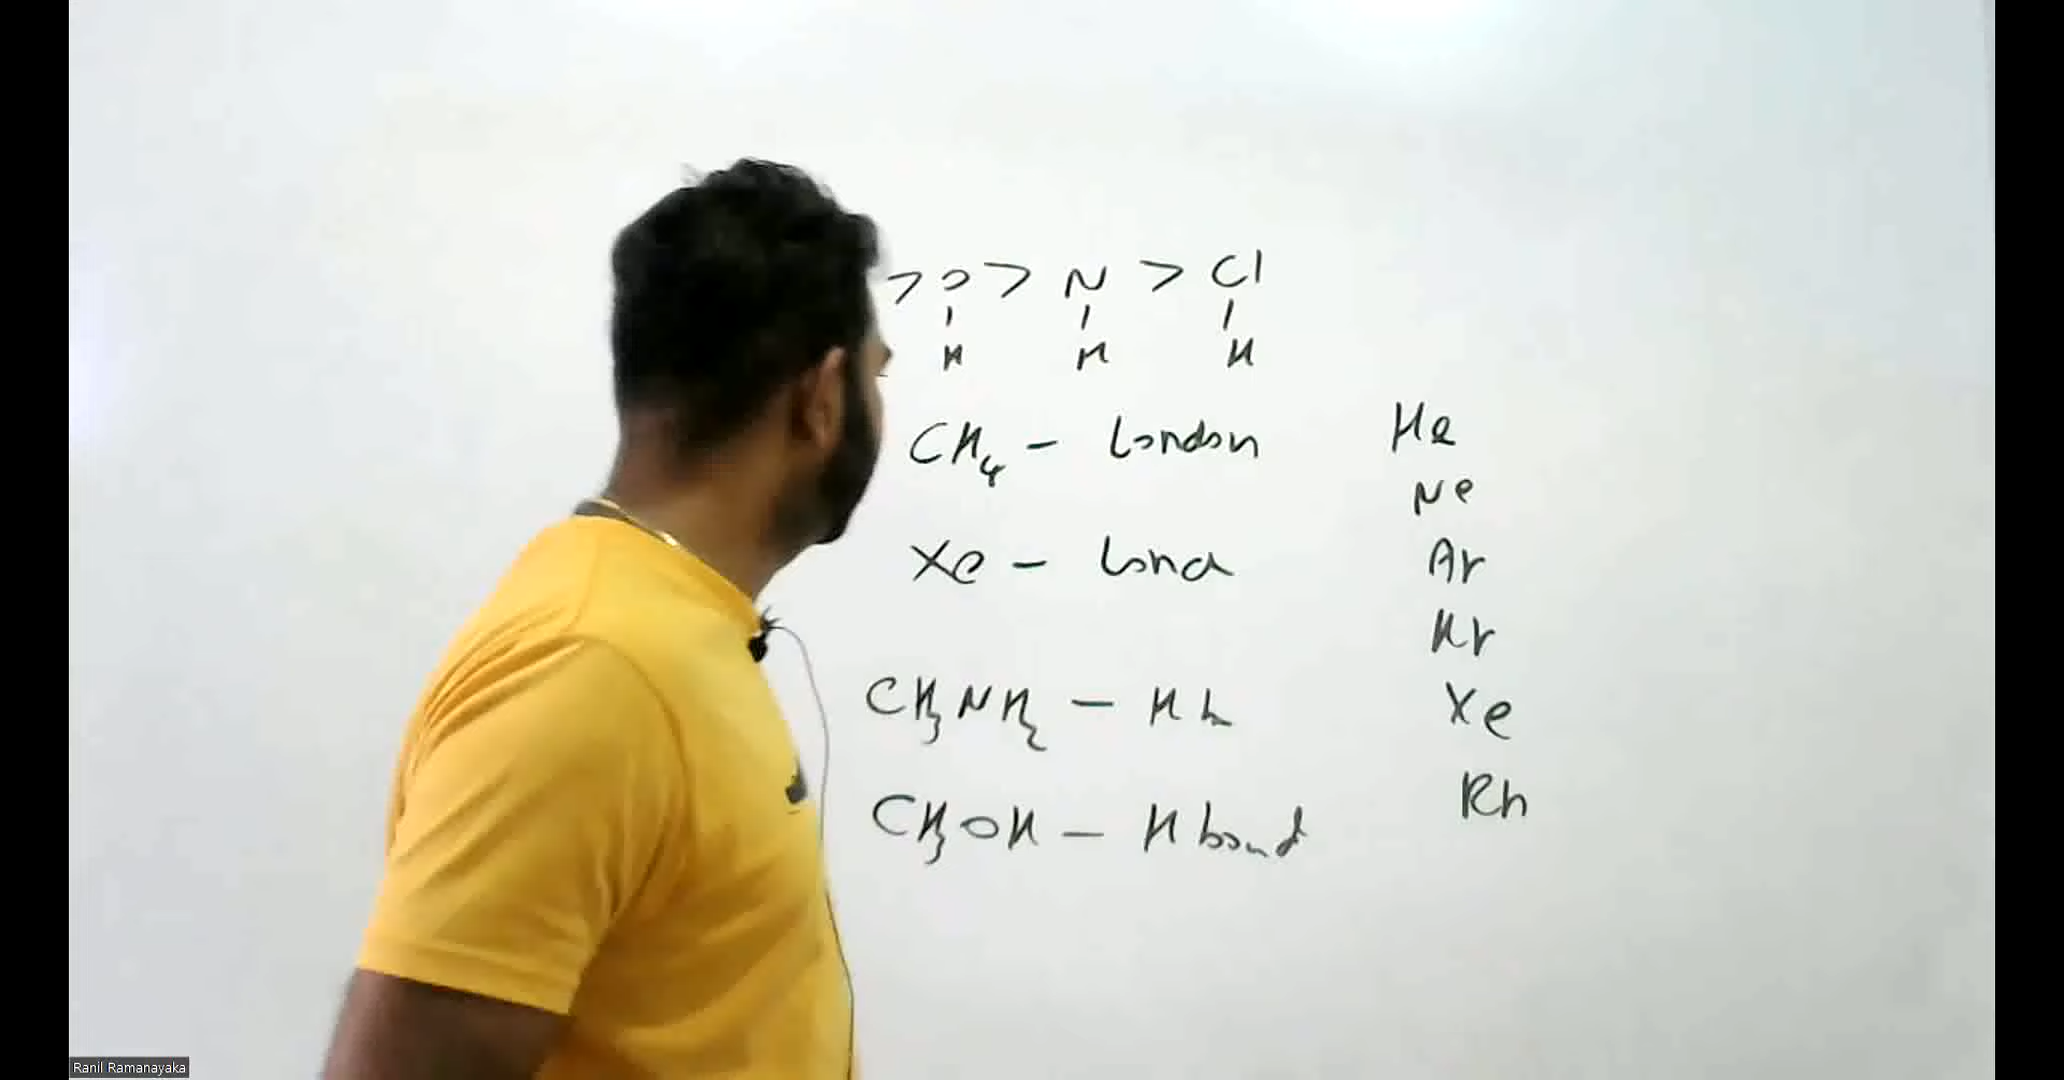 > O > N > Cl
H H H
CH4 - London
Xe - Lond
CH3NH2 - H b
CH3OH - H bond
He
Ne
Ar
Kr
Xe
Rn
Ranil Ramanayaka